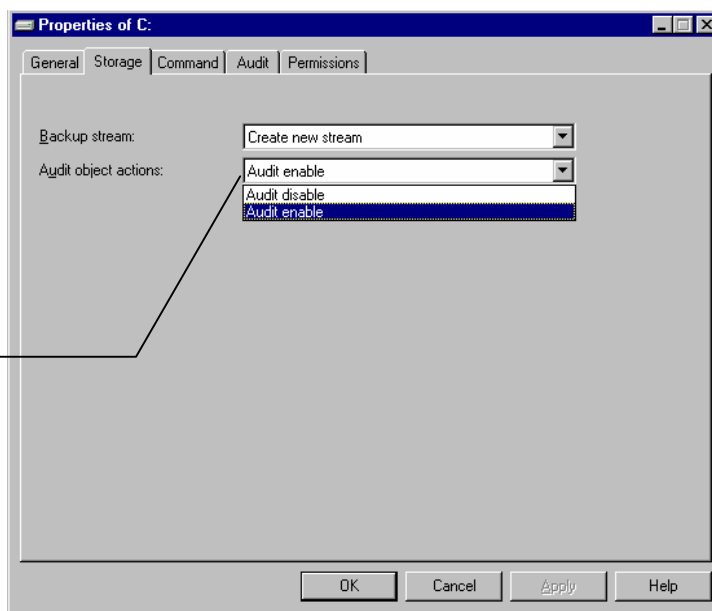 Properties of C:
General Storage Command Audit Permissions
Backup stream: Create new stream
Audit object actions: Audit enable
Audit disable
Audit enable
OK Cancel Apply Help